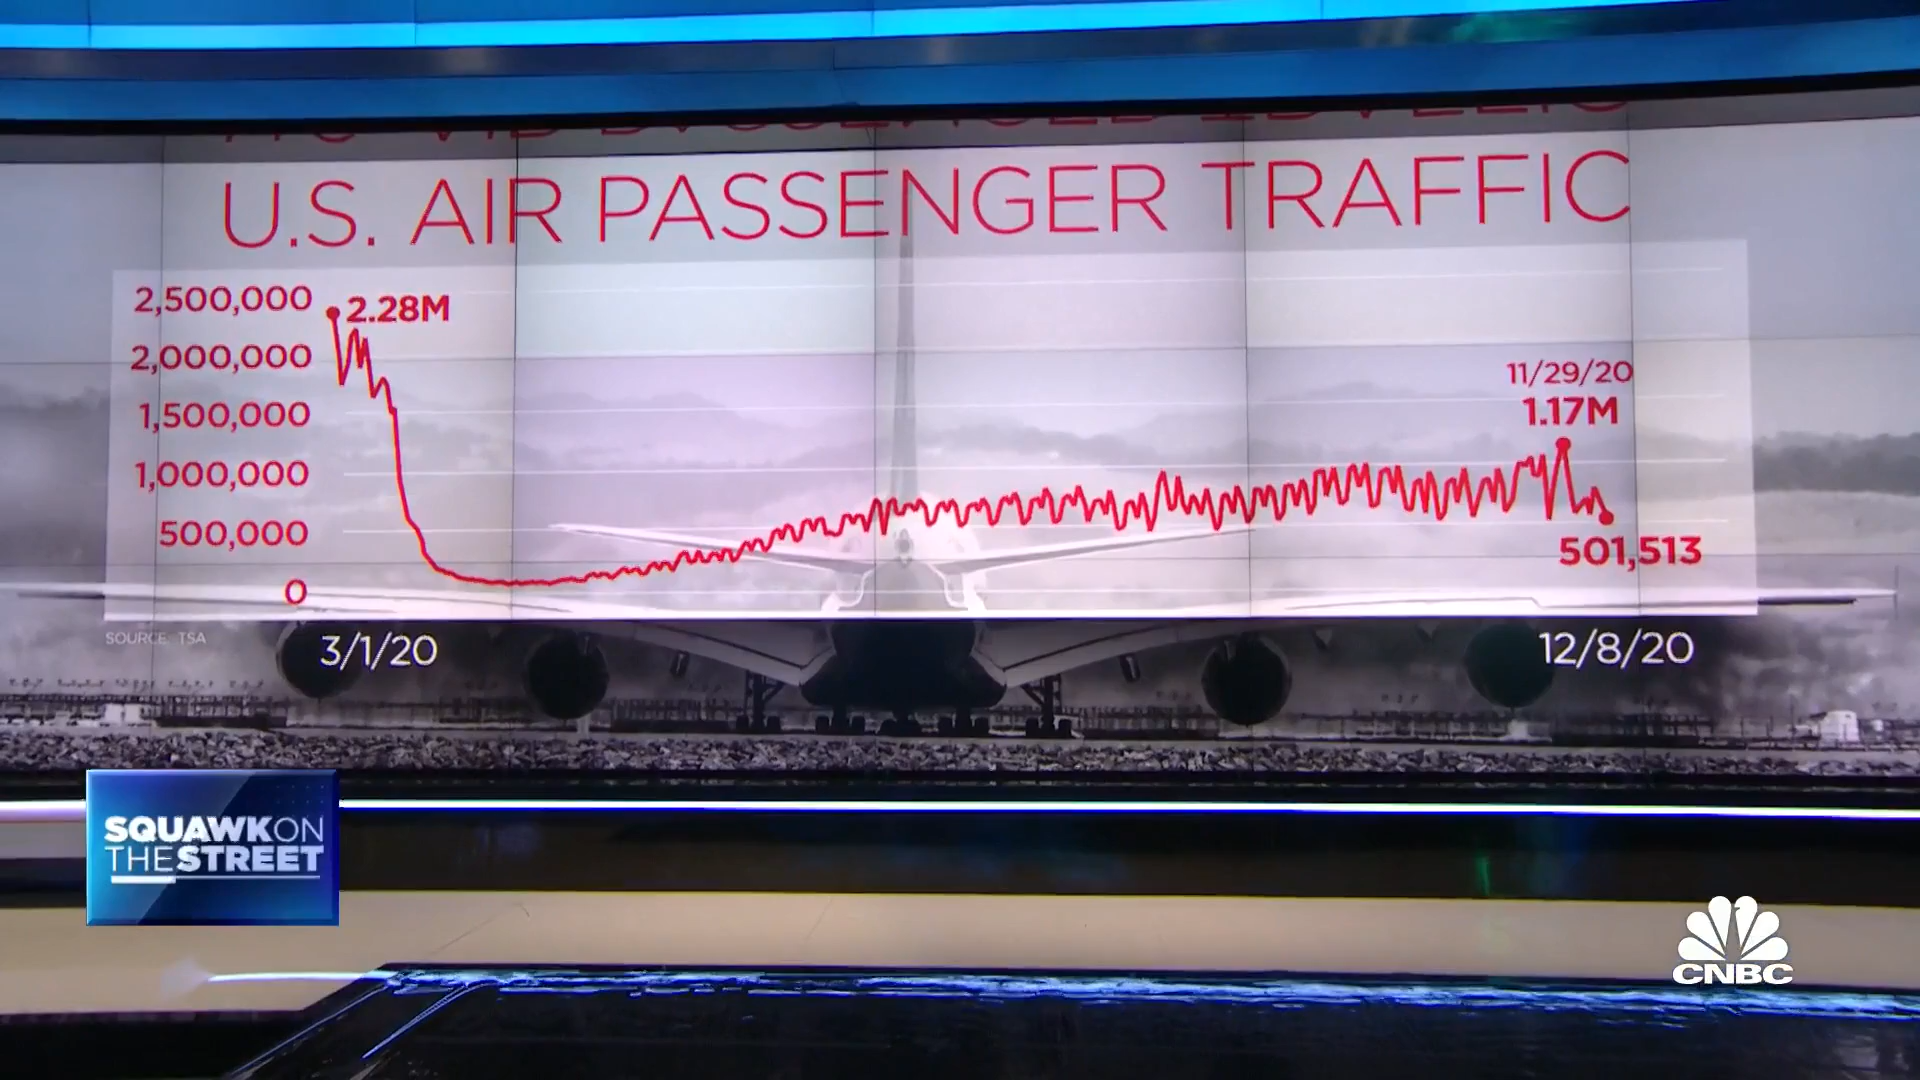 U.S. AIR PASSENGER TRAFFIC
2,500,000
2.28M
2,000,000
11/29/20
1,500,000
1.17M
1,000,000
500,000
501,513
0
SOURCE: TSA
3/1/20
12/8/20
SQUAWK ON
THE STREET
CNBC